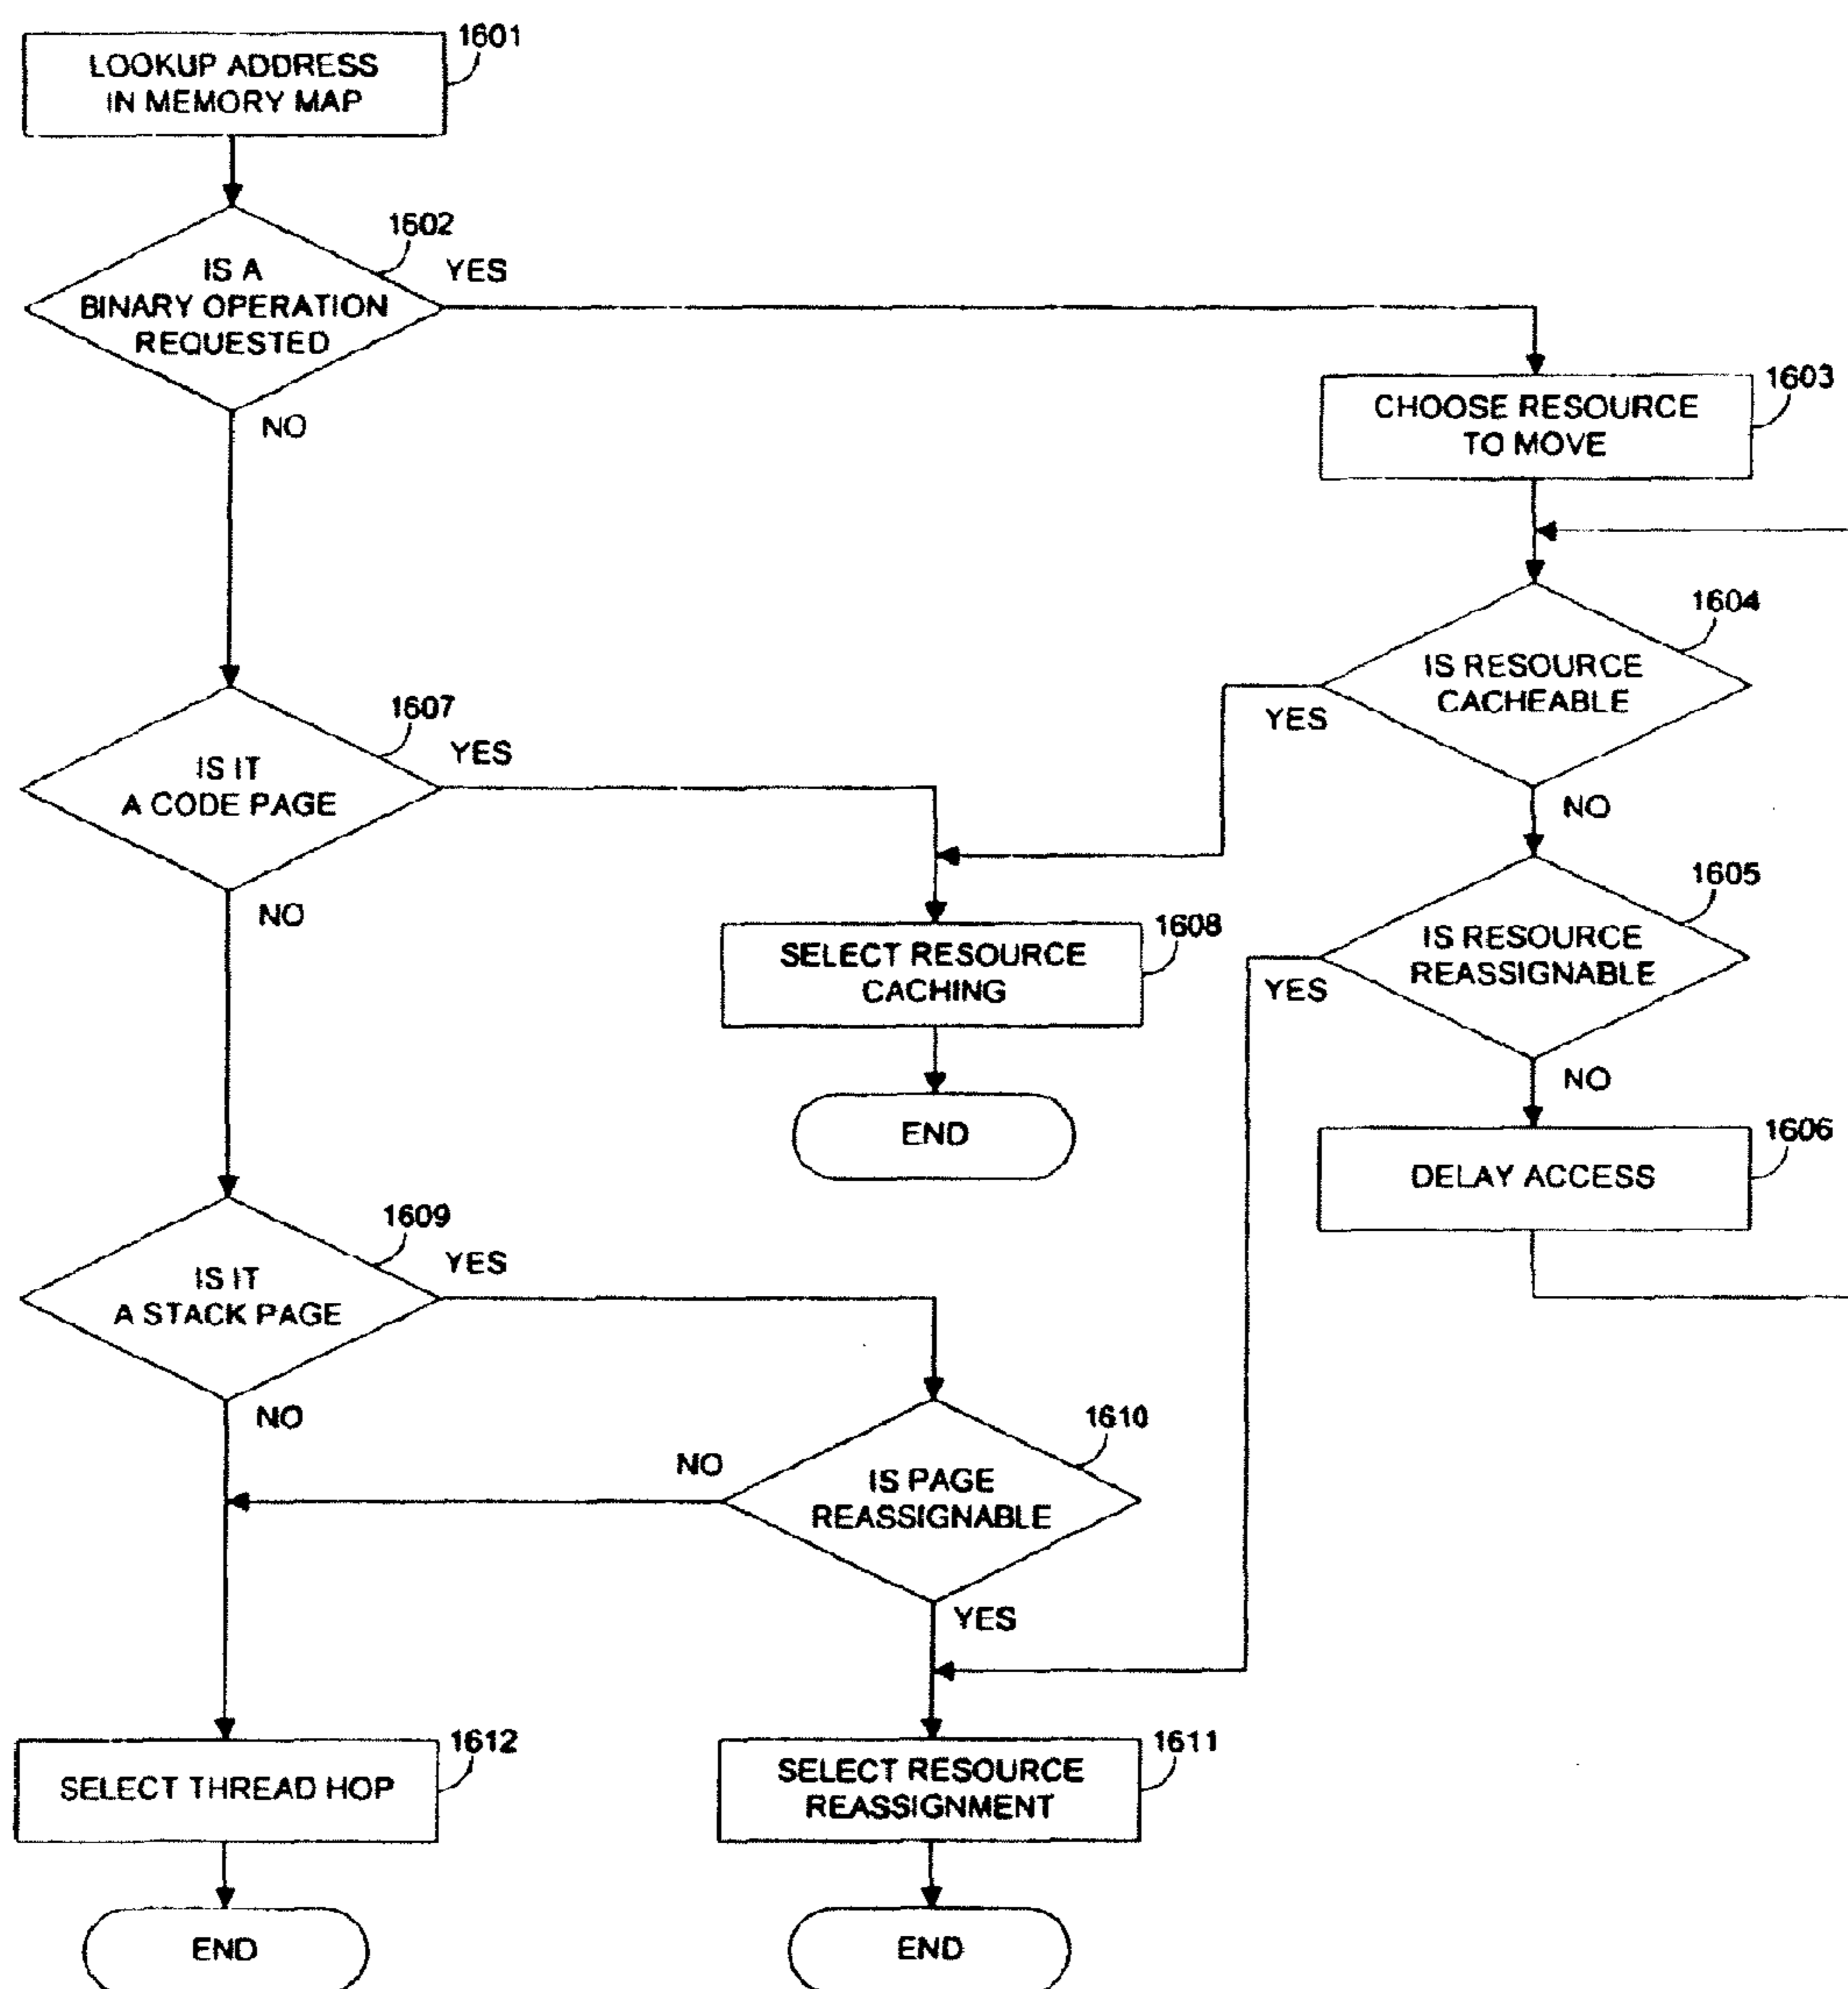 1601
LOOKUP ADDRESS
IN MEMORY MAP
1602
IS A
BINARY OPERATION
REQUESTED
YES
NO
1603
CHOOSE RESOURCE
TO MOVE
1604
IS RESOURCE
CACHEABLE
YES
NO
1607
IS IT
A CODE PAGE
YES
NO
1605
IS RESOURCE
REASSIGNABLE
YES
NO
1608
SELECT RESOURCE
CACHING
END
1606
DELAY ACCESS
1609
IS IT
A STACK PAGE
YES
NO
1610
IS PAGE
REASSIGNABLE
NO
YES
1612
SELECT THREAD HOP
1611
SELECT RESOURCE
REASSIGNMENT
END
END